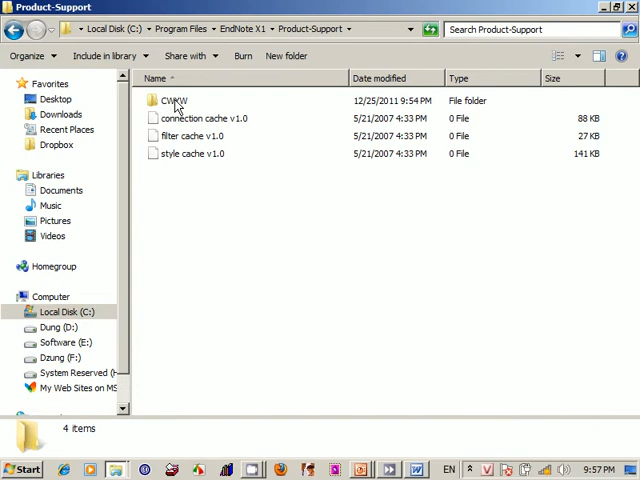 Product-Support
Local Disk (C:) Program Files EndNote X1 Product-Support
Search Product-Support
Organize Include in library Share with Burn New folder
Name Date modified Type Size
Favorites
Desktop
Downloads
Recent Places
Dropbox
Libraries
Documents
Music
Pictures
Videos
Homegroup
Computer
Local Disk (C:)
Dung (D:)
Software (E:)
Dzung (F:)
System Reserved (H
My Web Sites on MS
CWYW 12/25/2011 9:54 PM File folder
connection cache v1.0 5/21/2007 4:33 PM 0 File 88 KB
filter cache v1.0 5/21/2007 4:33 PM 0 File 27 KB
style cache v1.0 5/21/2007 4:33 PM 0 File 141 KB
4 items
Start EN 9:57 PM